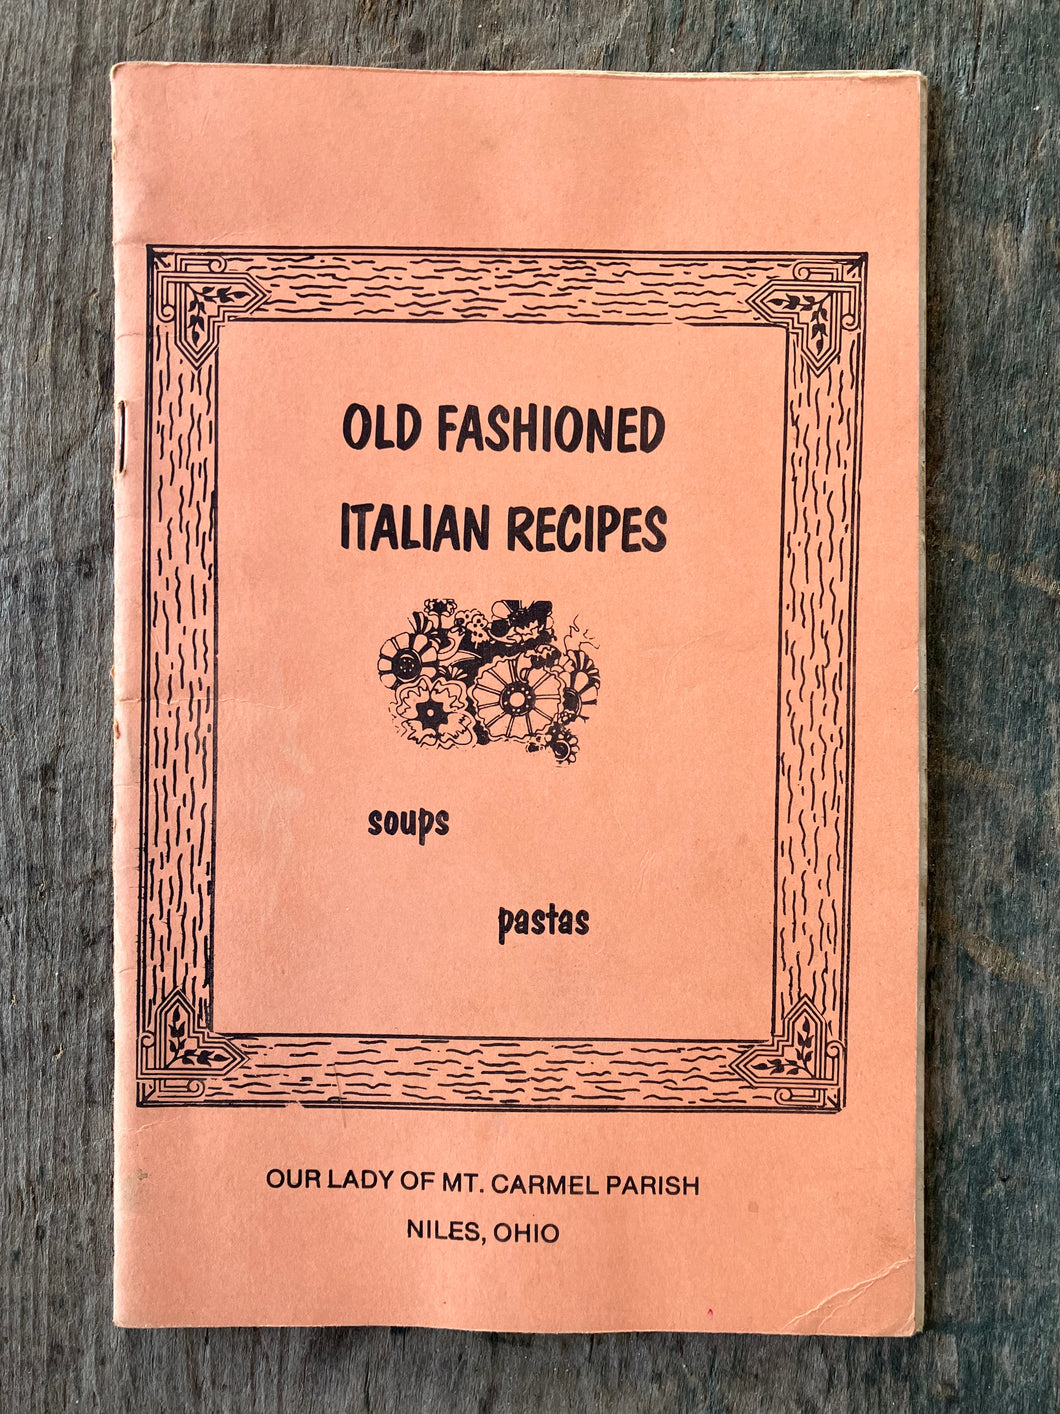 OLD FASHIONED
ITALIAN RECIPES
soups
pastas
OUR LADY OF MT. CARMEL PARISH
NILES, OHIO